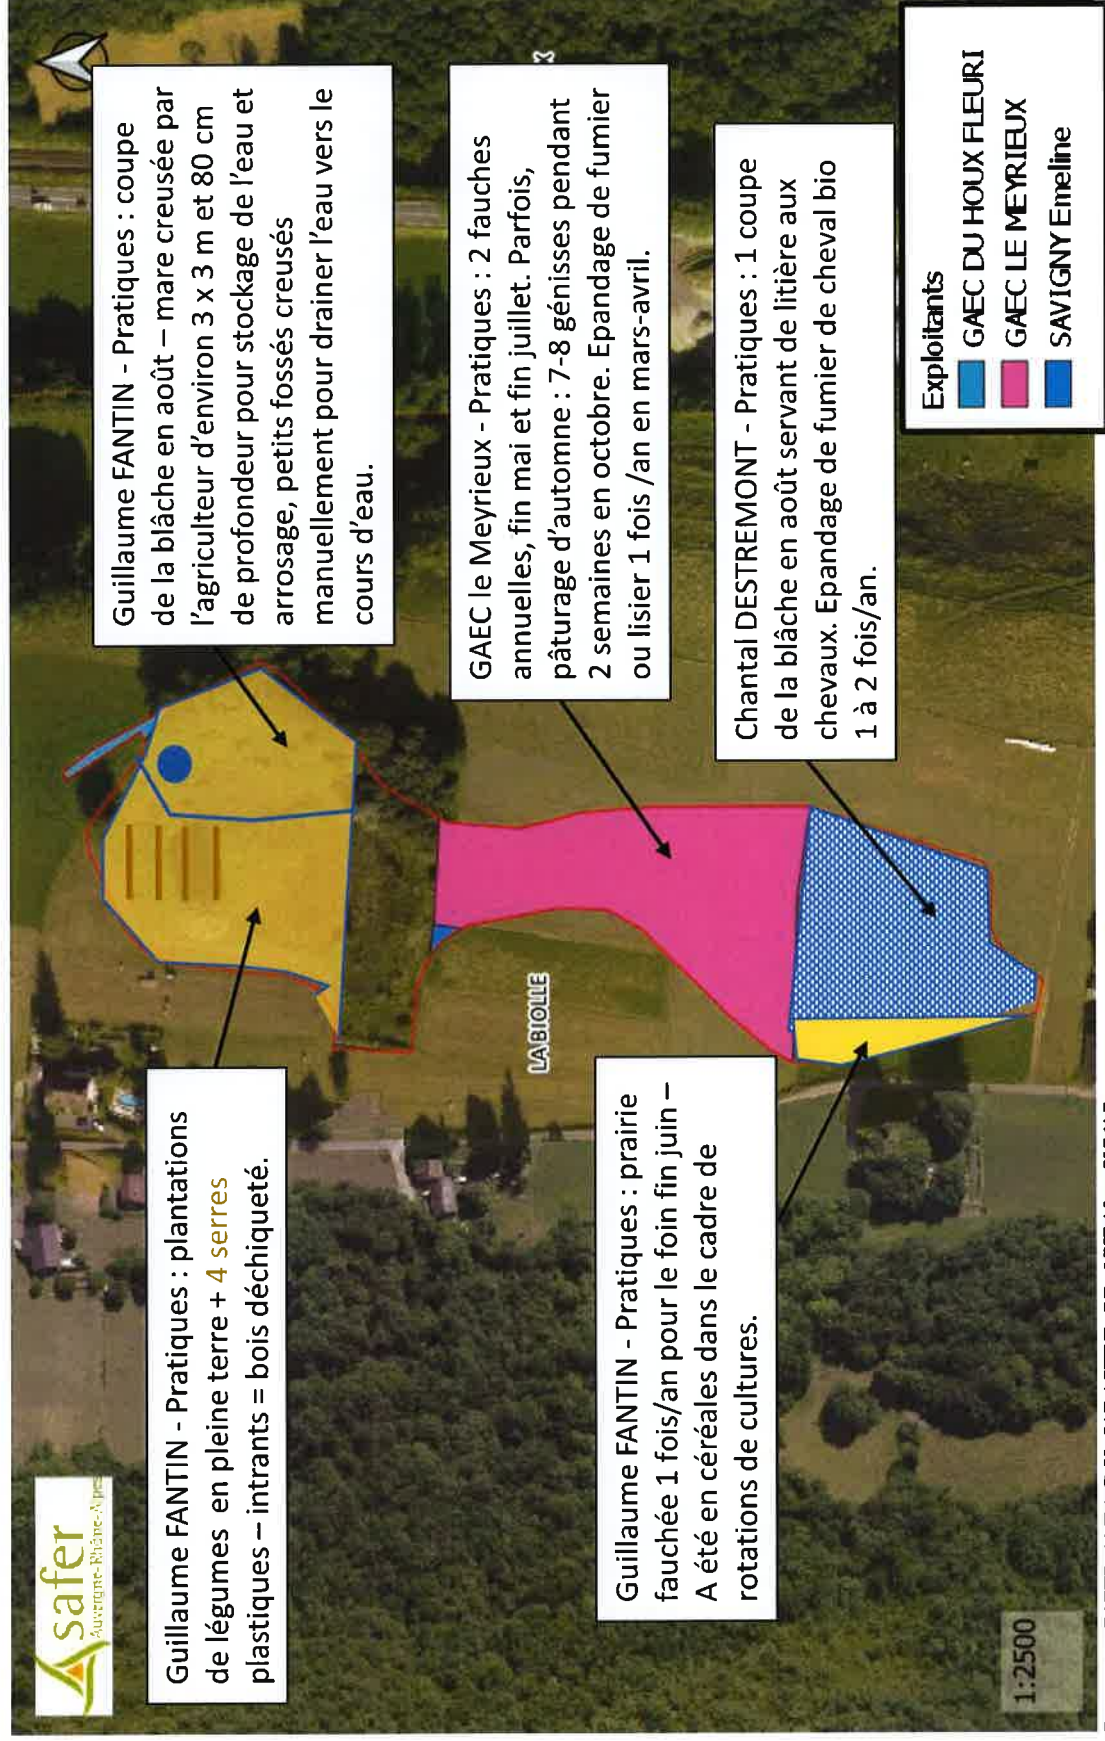 safer
Auvergne-Rhône-Alpes
Guillaume FANTIN - Pratiques : plantations
de légumes en pleine terre + 4 serres
plastiques – intrants = bois déchiqueté.
Guillaume FANTIN - Pratiques : coupe
de la blâche en août – mare creusée par
l'agriculteur d'environ 3 x 3 m et 80 cm
de profondeur pour stockage de l'eau et
arrosage, petits fossés creusés
manuellement pour drainer l'eau vers le
cours d'eau.
LA BIOLLE
X
GAEC le Meyrieux - Pratiques : 2 fauches
annuelles, fin mai et fin juillet. Parfois,
pâturage d'automne : 7-8 génisses pendant
2 semaines en octobre. Epandage de fumier
ou lisier 1 fois /an en mars-avril.
Guillaume FANTIN - Pratiques : prairie
fauchée 1 fois/an pour le foin fin juin –
A été en céréales dans le cadre de
rotations de cultures.
Chantal DESTREMONT - Pratiques : 1 coupe
de la blâche en août servant de litière aux
chevaux. Epandage de fumier de cheval bio
1 à 2 fois/an.
1:2500
Exploitants
GAEC DU HOUX FLEURI
GAEC LE MEYRIEUX
SAVIGNY Emeline